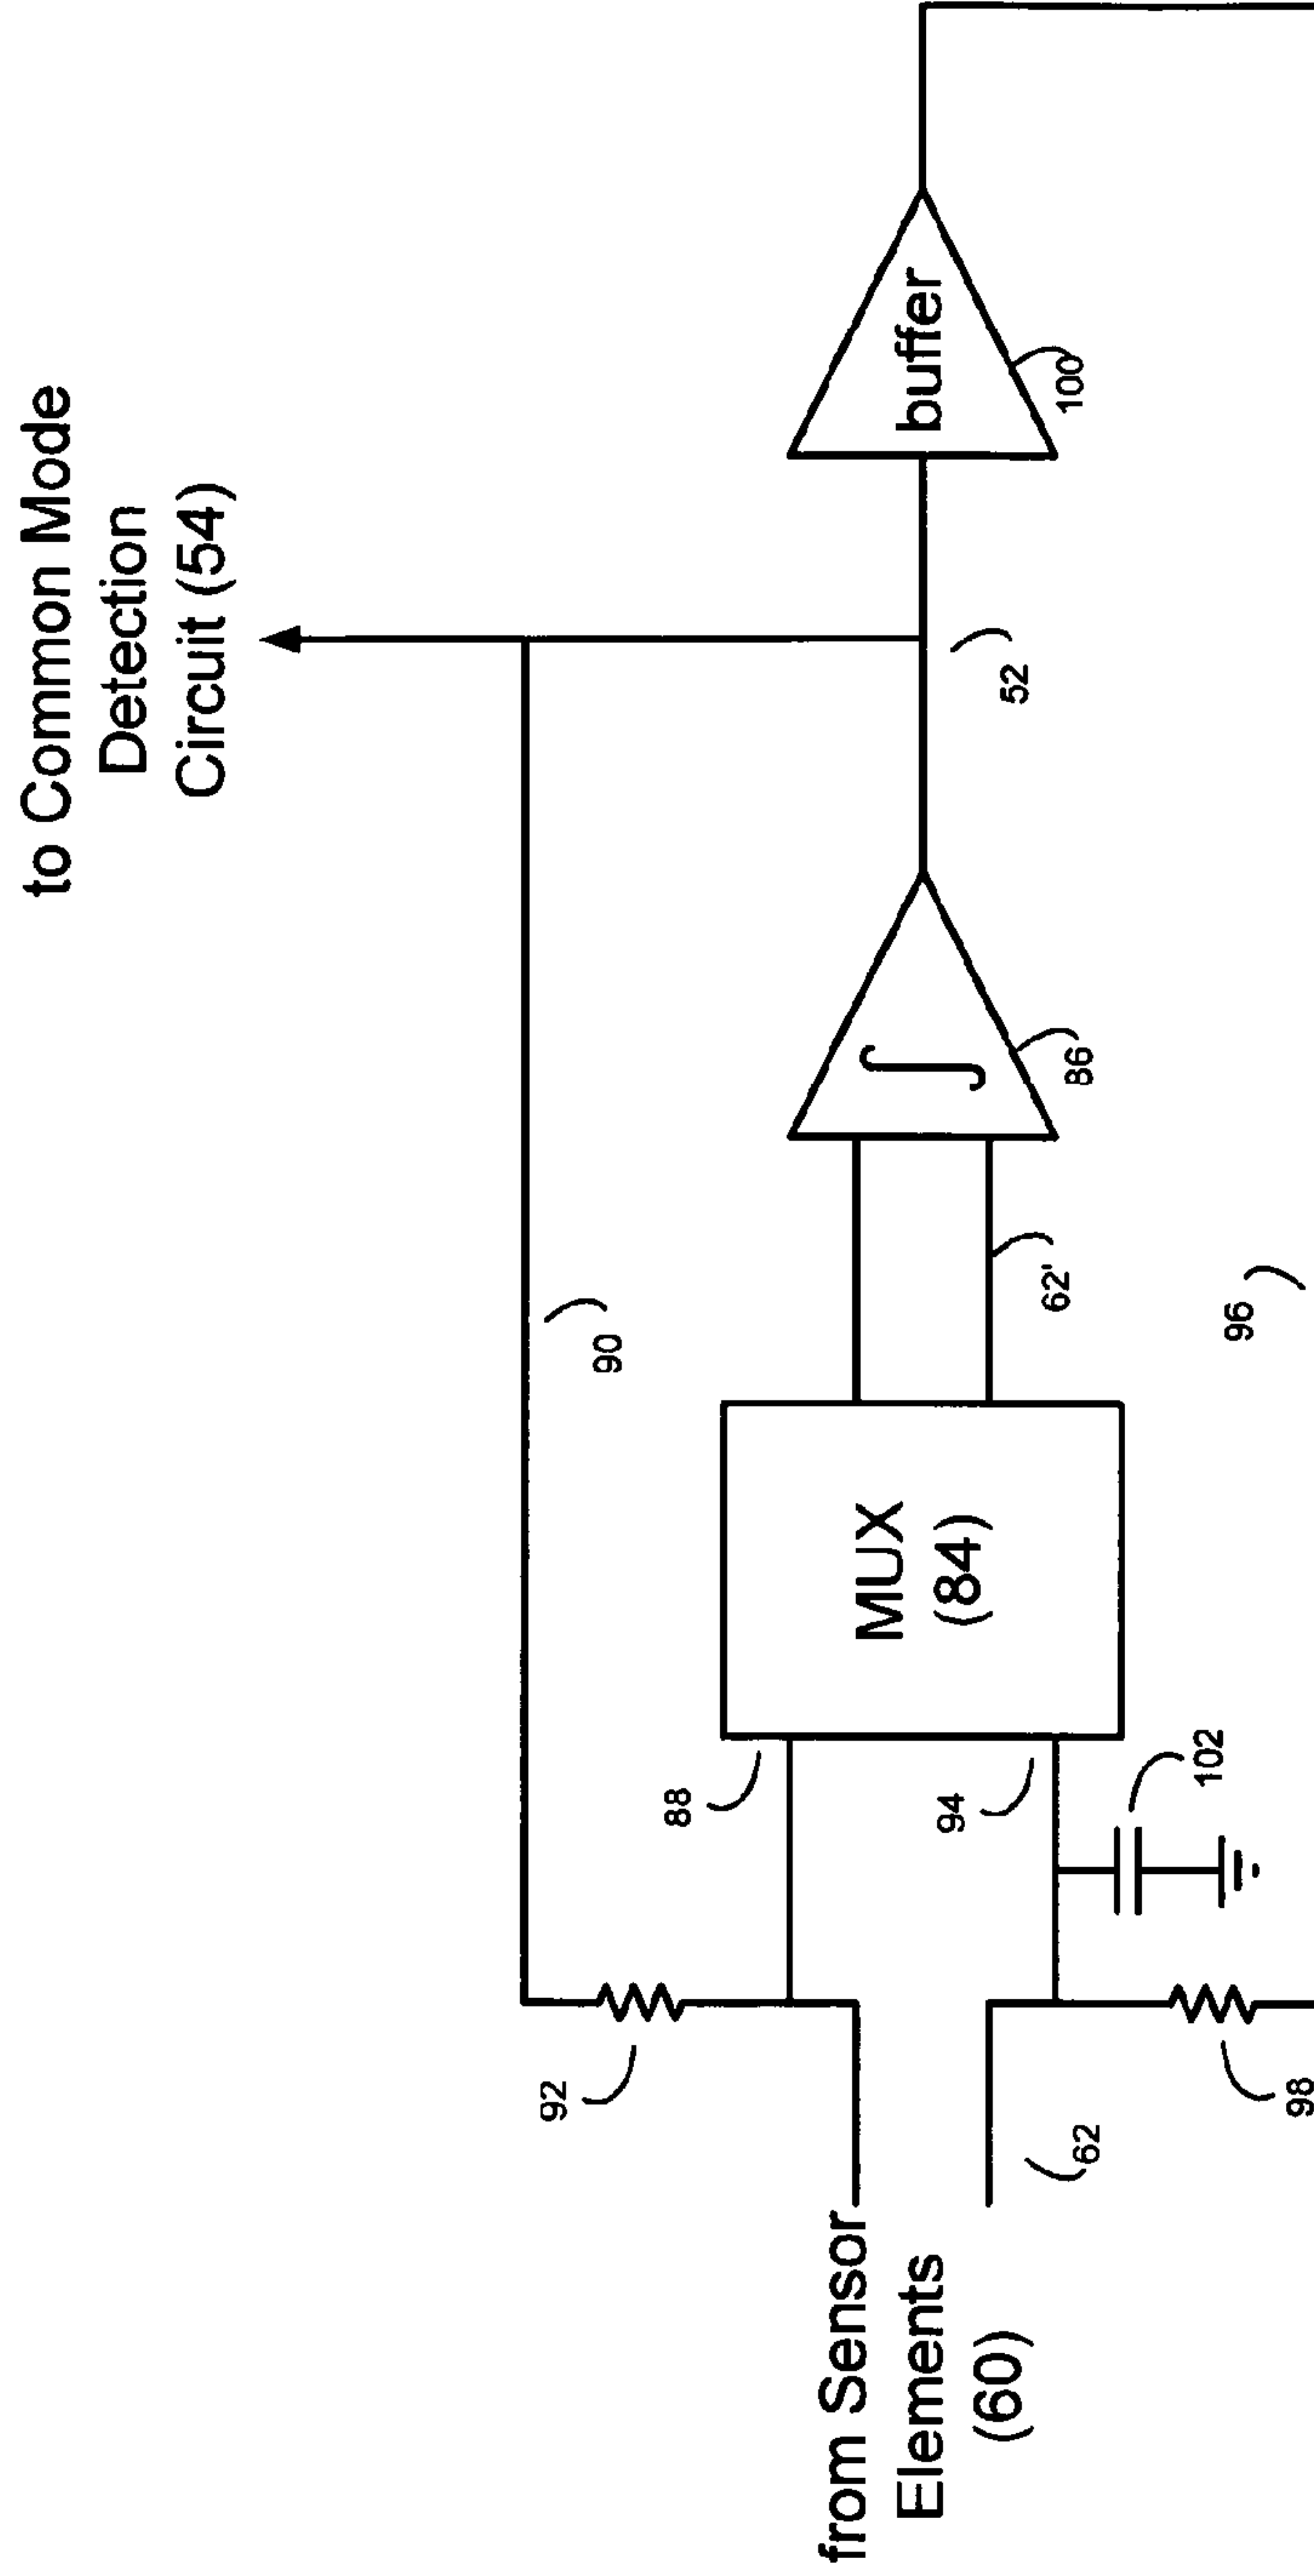 to Common Mode
Detection
Circuit (54)
buffer
100
52
86
90
62'
96
MUX
(84)
88
94
102
92
98
62
from Sensor
Elements
(60)